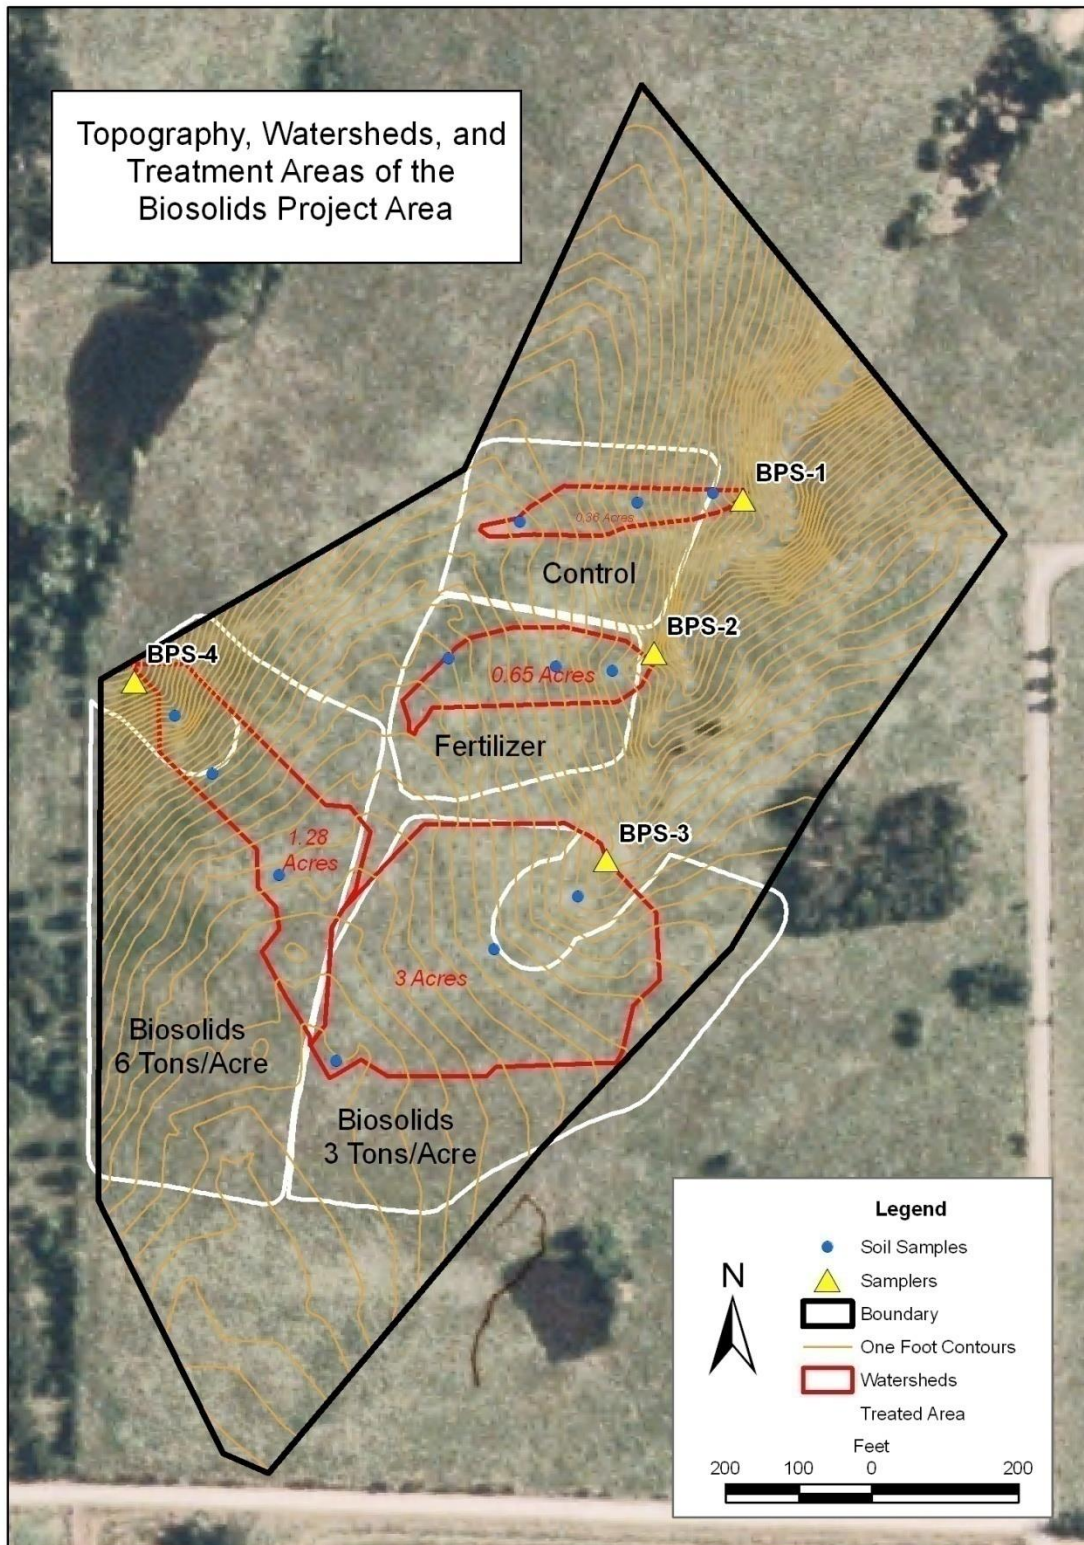 Topography, Watersheds, and
Treatment Areas of the
Biosolids Project Area
BPS-1
0.36 Acres
Control
BPS-2
0.65 Acres
BPS-4
Fertilizer
BPS-3
1.28
Acres
3 Acres
Biosolids
6 Tons/Acre
Biosolids
3 Tons/Acre
Legend
Soil Samples
Samplers
Boundary
One Foot Contours
Watersheds
Treated Area
Feet
200 100 0 200
N